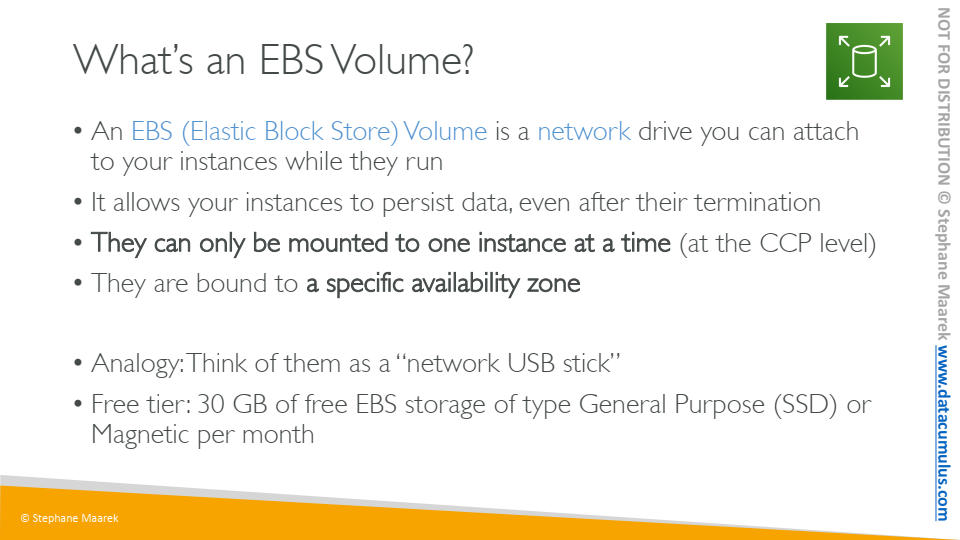 What's an EBS Volume?
• An EBS (Elastic Block Store) Volume is a network drive you can attach
to your instances while they run
• It allows your instances to persist data, even after their termination
• They can only be mounted to one instance at a time (at the CCP level)
• They are bound to a specific availability zone
• Analogy: Think of them as a “network USB stick”
• Free tier: 30 GB of free EBS storage of type General Purpose (SSD) or
Magnetic per month
© Stephane Maarek
NOT FOR DISTRIBUTION © Stephane Maarek www.datacumulus.com